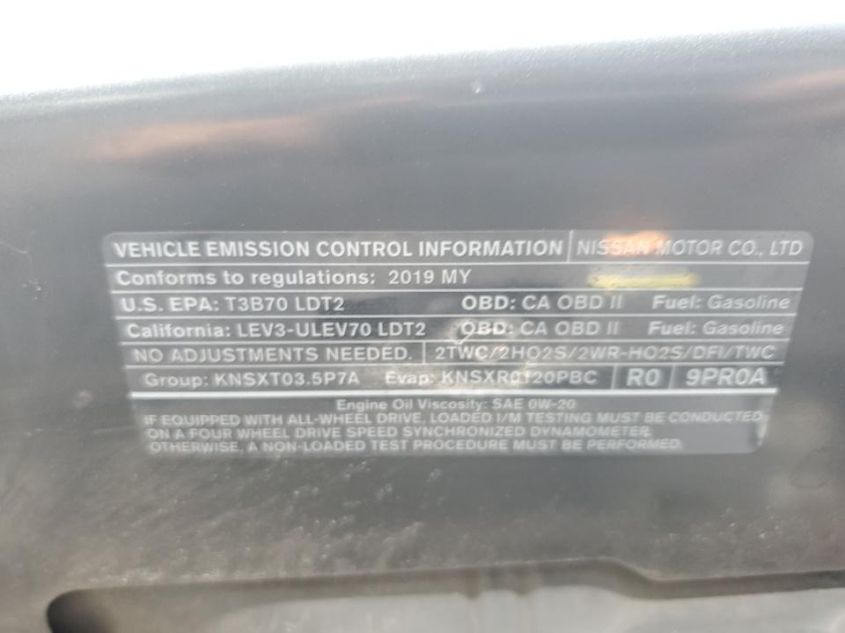 VEHICLE EMISSION CONTROL INFORMATION NISSAN MOTOR CO., LTD
Conforms to regulations: 2019 MY
U.S. EPA: T3B70 LDT2 OBD: CA OBD II Fuel: Gasoline
California: LEV3-ULEV70 LDT2 OBD: CA OBD II Fuel: Gasoline
NO ADJUSTMENTS NEEDED. 2TWC/2HO2S/2WR-HO2S/DFI/TWC
Group: KNSXT03.5P7A Evap: KNSXR0120PBC R0 9PR0A
Engine Oil Viscosity: SAE 0W-20
IF EQUIPPED WITH ALL-WHEEL DRIVE, LOADED I/M TESTING MUST BE CONDUCTED
ON A FOUR WHEEL DRIVE SPEED SYNCHRONIZED DYNAMOMETER.
OTHERWISE, A NON-LOADED TEST PROCEDURE MUST BE PERFORMED.